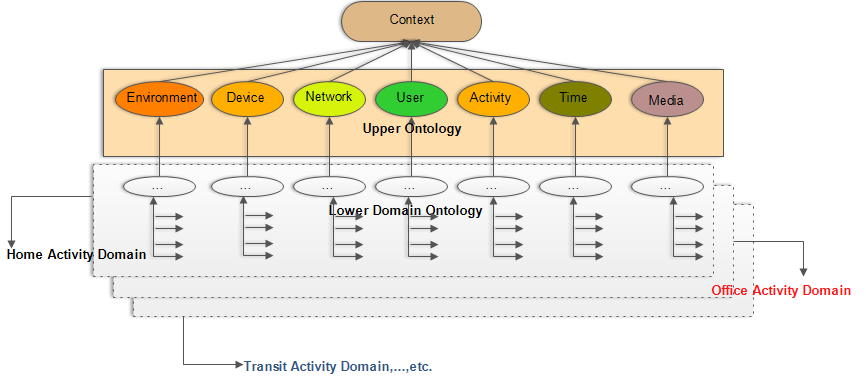 Context
Environment
Device
Network
User
Activity
Time
Media
Upper Ontology
... ... ... ... ... ... ...
Lower Domain Ontology
Home Activity Domain
Office Activity Domain
Transit Activity Domain,...,etc.